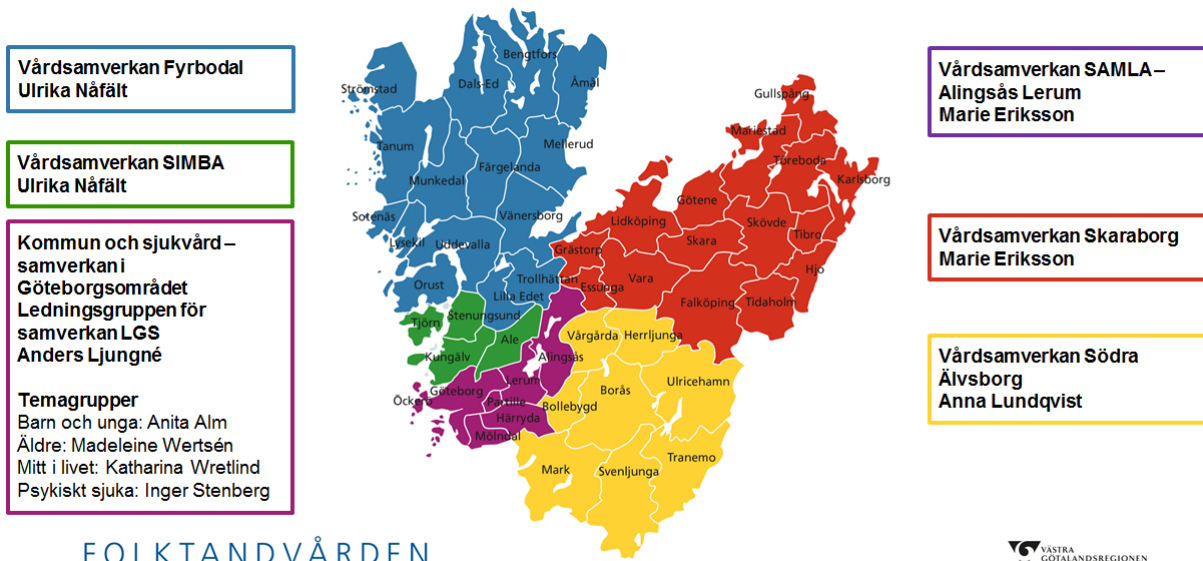 Vårdsamverkan Fyrbodal
Ulrika Nåfält
Vårdsamverkan SIMBA
Ulrika Nåfält
Kommun och sjukvård –
samverkan i
Göteborgsområdet
Ledningsgruppen för
samverkan LGS
Anders Ljungné
Temagrupper
Barn och unga: Anita Alm
Äldre: Madeleine Wertsén
Mitt i livet: Katharina Wretlind
Psykiskt sjuka: Inger Stenberg
Bengtsfors
Strömstad
Dals-Ed
Åmål
Tanum
Mellerud
Färgelanda
Munkedal
Sotenäs
Vänersborg
Lysekil
Uddevalla
Orust
Trollhättan
Lilla Edet
Tjörn
Stenungsund
Ale
Kungälv
Alingsås
Lerum
Göteborg
Öckerö
Partille
Härryda
Mölndal
Gullspång
Mariestad
Töreboda
Karlsborg
Götene
Lidköping
Skövde
Skara
Tibro
Grästorp
Hjo
Essunga
Vara
Falköping
Tidaholm
Vårgårda
Herrljunga
Ulricehamn
Borås
Bollebygd
Tranemo
Mark
Svenljunga
Vårdsamverkan SAMLA –
Alingsås Lerum
Marie Eriksson
Vårdsamverkan Skaraborg
Marie Eriksson
Vårdsamverkan Södra
Älvsborg
Anna Lundqvist
FOLKTANDVÅRDEN
VÄSTRA
GÖTALANDSREGIONEN